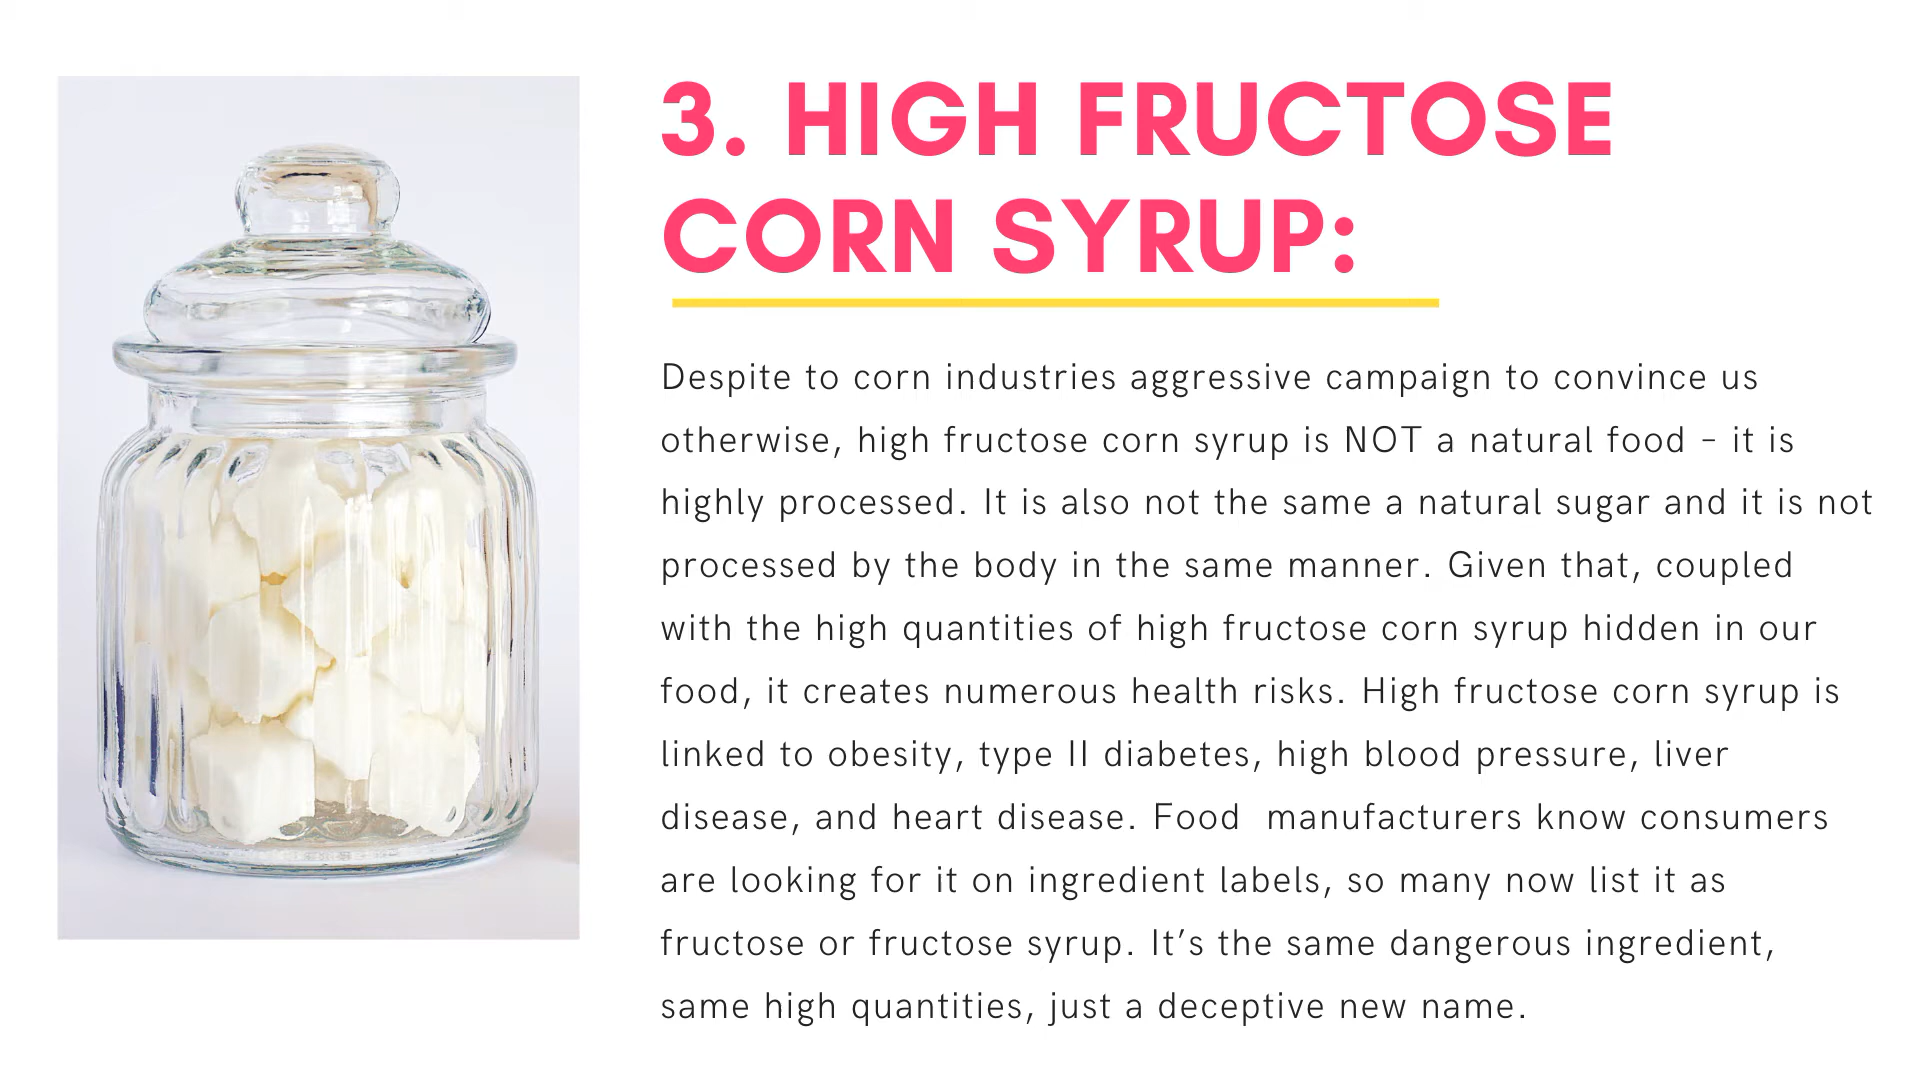 3. HIGH FRUCTOSE
CORN SYRUP:
Despite to corn industries aggressive campaign to convince us
otherwise, high fructose corn syrup is NOT a natural food – it is
highly processed. It is also not the same a natural sugar and it is not
processed by the body in the same manner. Given that, coupled
with the high quantities of high fructose corn syrup hidden in our
food, it creates numerous health risks. High fructose corn syrup is
linked to obesity, type II diabetes, high blood pressure, liver
disease, and heart disease. Food  manufacturers know consumers
are looking for it on ingredient labels, so many now list it as
fructose or fructose syrup. It’s the same dangerous ingredient,
same high quantities, just a deceptive new name.